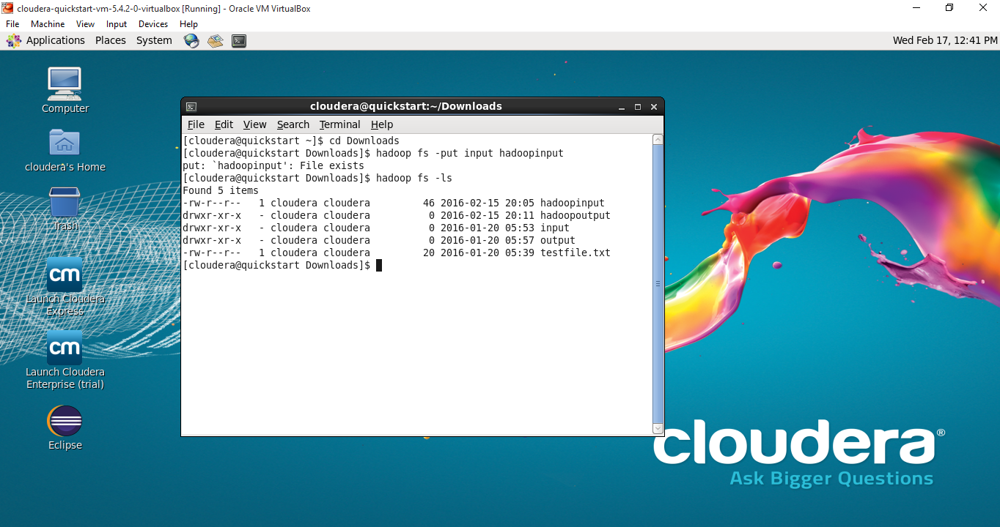 cloudera-quickstart-vm-5.4.2-0-virtualbox [Running] - Oracle VM VirtualBox
File Machine View Input Devices Help
Applications Places System Wed Feb 17, 12:41 PM
Computer
cloudera's Home
Trash
cm
Launch Cloudera
Express
cm
Launch Cloudera
Enterprise (trial)
Eclipse
cloudera@quickstart:~/Downloads
File Edit View Search Terminal Help
[cloudera@quickstart ~]$ cd Downloads
[cloudera@quickstart Downloads]$ hadoop fs -put input hadoopinput
put: `hadoopinput': File exists
[cloudera@quickstart Downloads]$ hadoop fs -ls
Found 5 items
-rw-r--r--   1 cloudera cloudera         46 2016-02-15 20:05 hadoopinput
drwxr-xr-x   - cloudera cloudera          0 2016-02-15 20:11 hadoopoutput
drwxr-xr-x   - cloudera cloudera          0 2016-01-20 05:53 input
drwxr-xr-x   - cloudera cloudera          0 2016-01-20 05:57 output
-rw-r--r--   1 cloudera cloudera         20 2016-01-20 05:39 testfile.txt
[cloudera@quickstart Downloads]$
cloudera®
Ask Bigger Questions